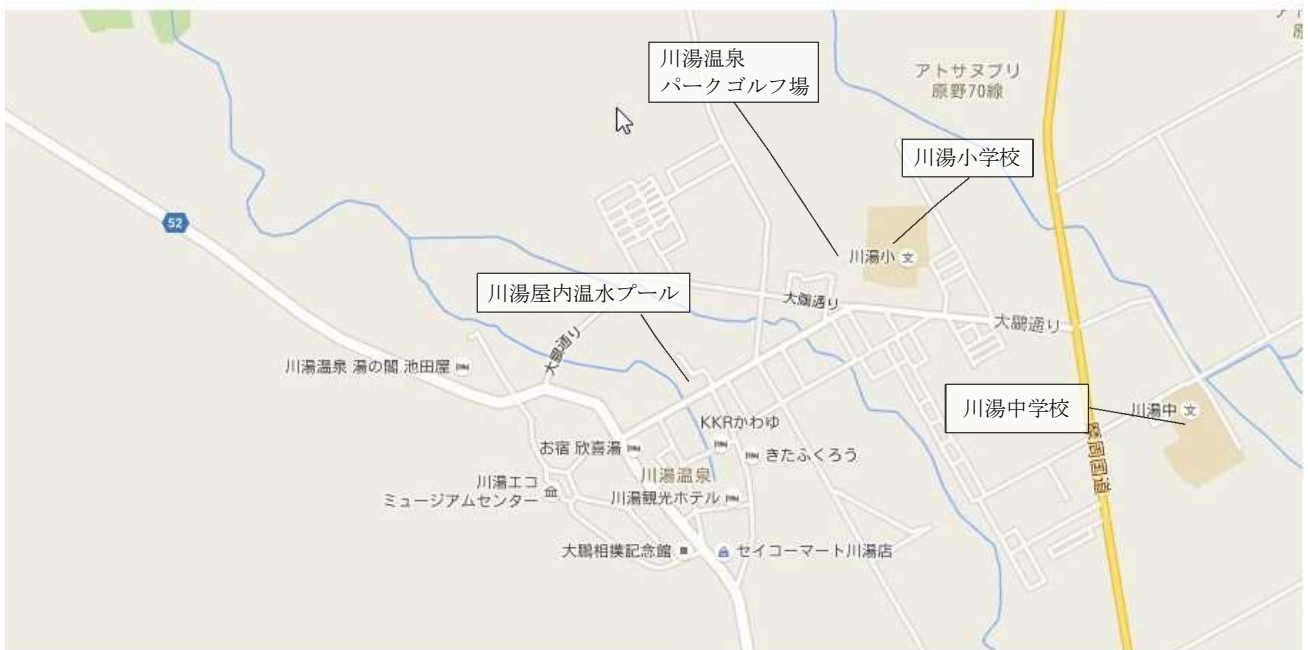 川湯温泉
パークゴルフ場
アトサヌプリ
原野70線
川湯小学校
52
川湯小
文
川湯屋内温水プール
大鵬通り
大鵬通り
大鵬通り
川湯温泉 湯の閣 池田屋
川湯中学校
川湯中
文
KKRかわゆ
お宿 欣喜湯
きたふくろう
川湯温泉
川湯エコ
ミュージアムセンター
川湯観光ホテル
大鵬相撲記念館
セイコーマート川湯店